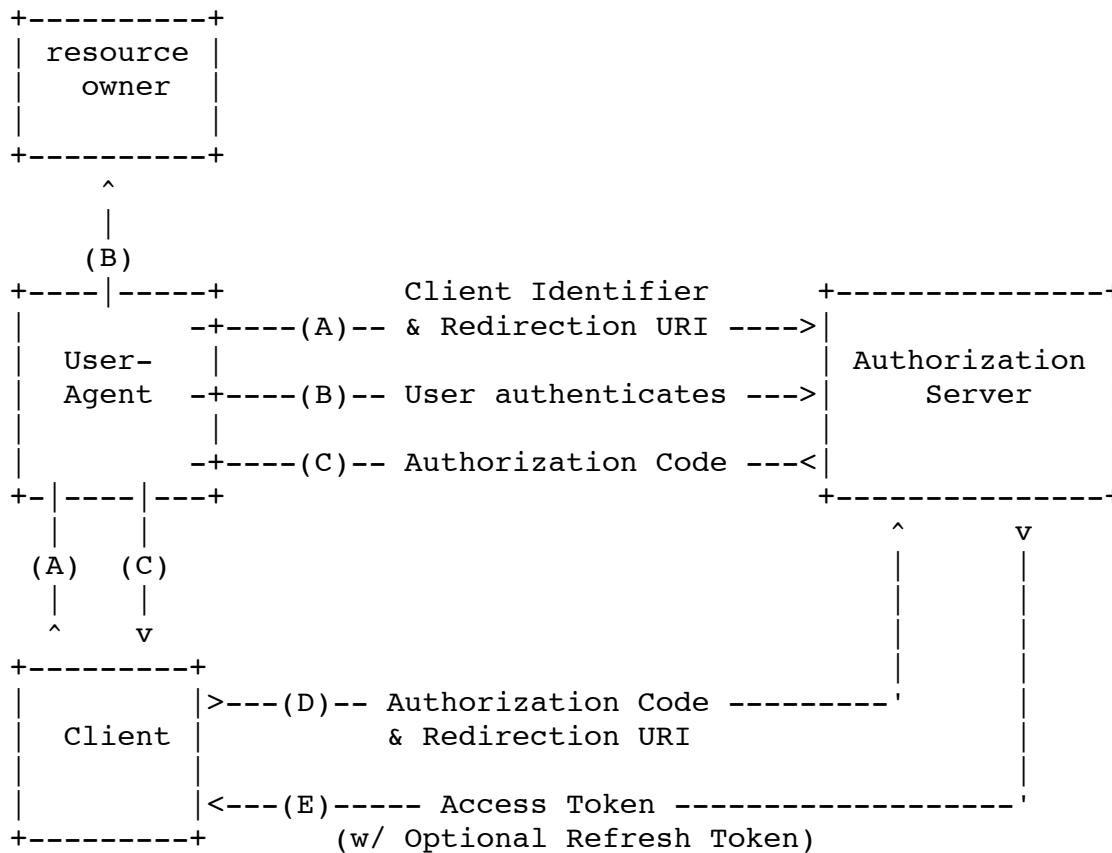 +----------+
| resource |
|   owner  |
|          |
+----------+
     ^
     |
    (B)
+----|-----+          Client Identifier      +---------------+
|         -+----(A)-- & Redirection URI ---->|               |
|  User-   |                                 | Authorization |
|  Agent  -+----(B)-- User authenticates --->|     Server    |
|          |                                 |               |
|         -+----(C)-- Authorization Code ---<|               |
+-|----|---+                                 +---------------+
  |    |                                         ^      v
 (A)  (C)                                        |      |
  |    |                                         |      |
  ^    v                                         |      |
+---------+                                      |      |
|         |>---(D)-- Authorization Code ---------'      |
|  Client |          & Redirection URI                  |
|         |                                             |
|         |<---(E)----- Access Token -------------------'
+---------+       (w/ Optional Refresh Token)